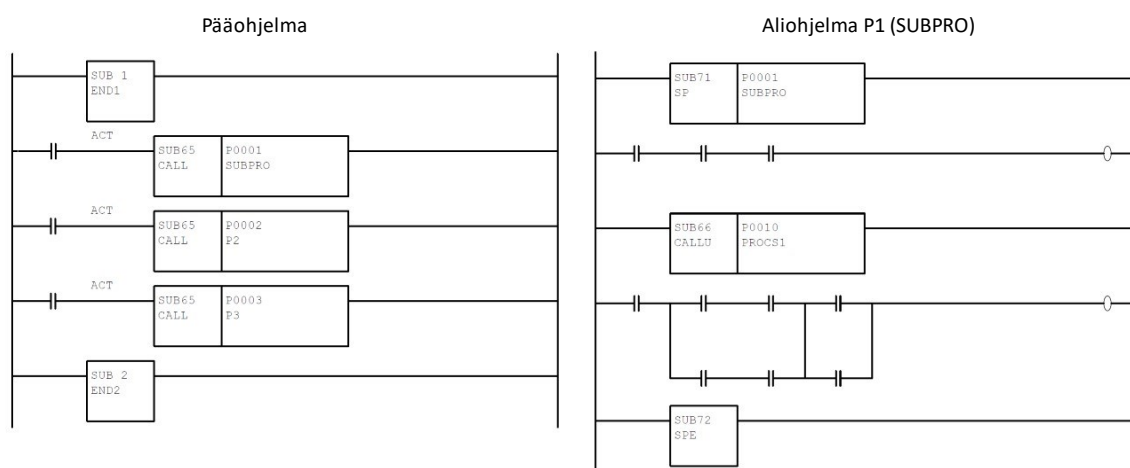 Pääohjelma
SUB 1
END1
ACT
SUB65 P0001
CALL SUBPRO
ACT
SUB65 P0002
CALL P2
ACT
SUB65 P0003
CALL P3
SUB 2
END2
Aliohjelma P1 (SUBPRO)
SUB71 P0001
SP SUBPRO
SUB66 P0010
CALLU PROCS1
SUB72
SPE